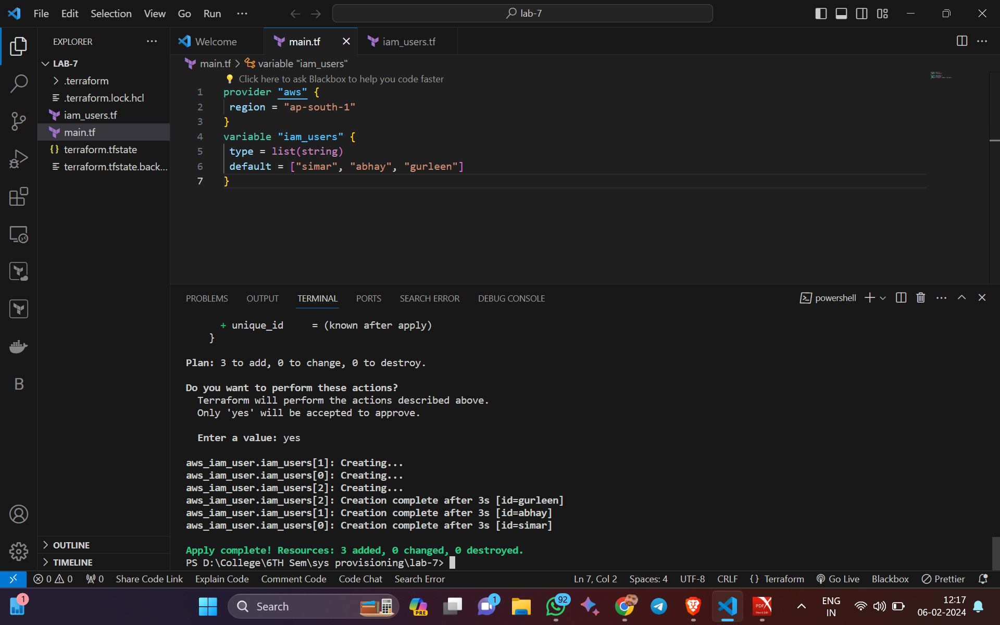 File Edit Selection View Go Run ···
lab-7
EXPLORER
LAB-7
.terraform
.terraform.lock.hcl
iam_users.tf
main.tf
terraform.tfstate
terraform.tfstate.back...
OUTLINE
TIMELINE
Welcome main.tf iam_users.tf
main.tf > variable "iam_users"
Click here to ask Blackbox to help you code faster
1 provider "aws" {
2 region = "ap-south-1"
3 }
4 variable "iam_users" {
5 type = list(string)
6 default = ["simar", "abhay", "gurleen"]
7 }
PROBLEMS OUTPUT TERMINAL PORTS SEARCH ERROR DEBUG CONSOLE
powershell
+ unique_id = (known after apply)
}
Plan: 3 to add, 0 to change, 0 to destroy.
Do you want to perform these actions?
Terraform will perform the actions described above.
Only 'yes' will be accepted to approve.
Enter a value: yes
aws_iam_user.iam_users[1]: Creating...
aws_iam_user.iam_users[0]: Creating...
aws_iam_user.iam_users[2]: Creating...
aws_iam_user.iam_users[2]: Creation complete after 3s [id=gurleen]
aws_iam_user.iam_users[1]: Creation complete after 3s [id=abhay]
aws_iam_user.iam_users[0]: Creation complete after 3s [id=simar]
Apply complete! Resources: 3 added, 0 changed, 0 destroyed.
PS D:\College\6TH Sem\sys provisioning\lab-7>
B
0 0 0 Share Code Link Explain Code Comment Code Code Chat Search Error Ln 7, Col 2 Spaces: 4 UTF-8 CRLF {} Terraform Go Live Blackbox Prettier
1
Search
PRE
1
92
PDF
ENG
IN
12:17
06-02-2024